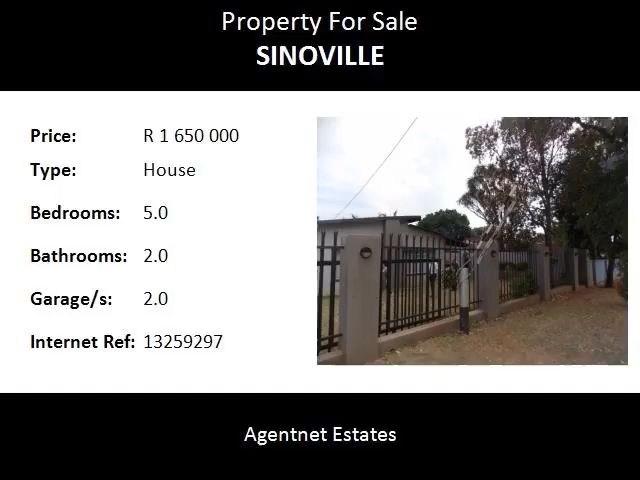 Property For Sale
SINOVILLE
Price: R 1 650 000
Type: House
Bedrooms: 5.0
Bathrooms: 2.0
Garage/s: 2.0
Internet Ref: 13259297
Agentnet Estates